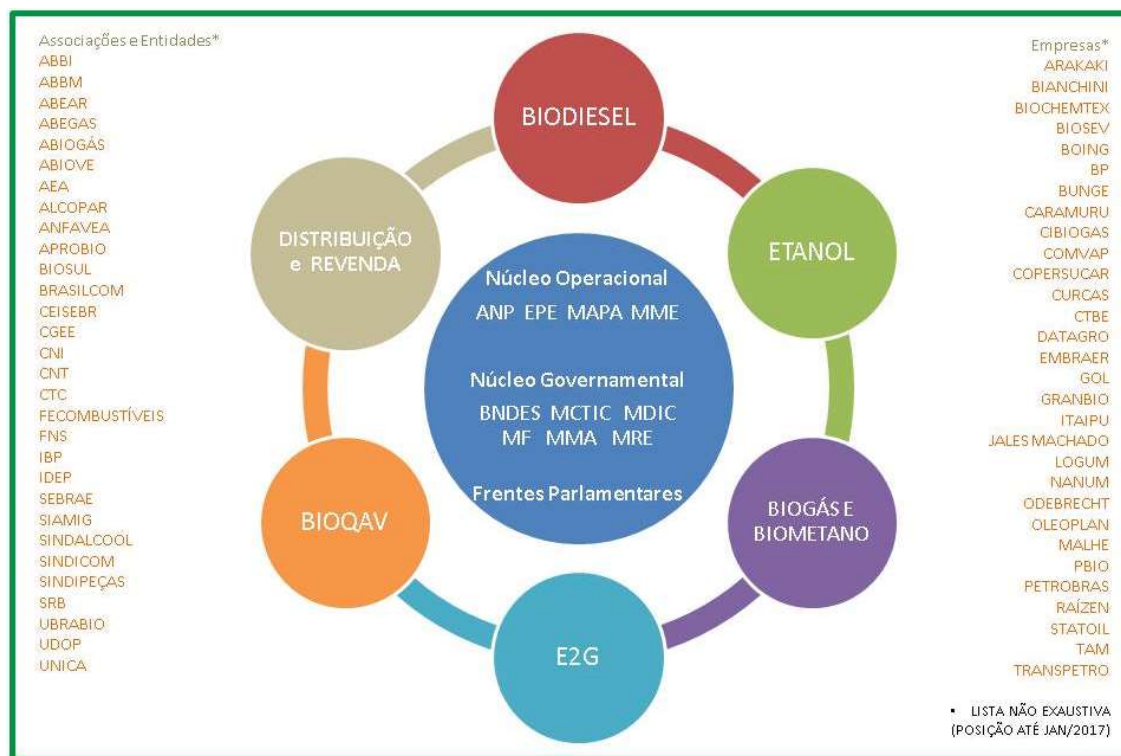 Associações e Entidades*
ABBI
ABBM
ABEAR
ABEGAS
ABIOGÁS
ABIOVE
AEA
ALCOPAR
ANFAVEA
APROBIO
BIOSUL
BRASILCOM
CEISEBR
CGEE
CNI
CNT
CTC
FECOMBUSTÍVEIS
FNS
IBP
IDEP
SEBRAE
SIAMIG
SINDALCOOL
SINDICOM
SINDIPEÇAS
SRB
UBRABIO
UDOP
UNICA
BIODIESEL
ETANOL
BIOGÁS E
BIOMETANO
E2G
BIOQAV
DISTRIBUIÇÃO
e REVENDA
Núcleo Operacional
ANP EPE MAPA MME
Núcleo Governamental
BNDES MCTIC MDIC
MF MMA MRE
Frentes Parlamentares
Empresas*
ARAKAKI
BIANCHINI
BIOCHEMTEX
BIOSEV
BOING
BP
BUNGE
CARAMURU
CIBIOGAS
COMVAP
COPERSUCAR
CURCAS
CTBE
DATAGRO
EMBRAER
GOL
GRANBIO
ITAIPU
JALES MACHADO
LOGUM
NANUM
ODEBRECHT
OLEOPLAN
MALHE
PBIO
PETROBRAS
RAÍZEN
STATOIL
TAM
TRANSPETRO
• LISTA NÃO EXAUSTIVA
(POSIÇÃO ATÉ JAN/2017)